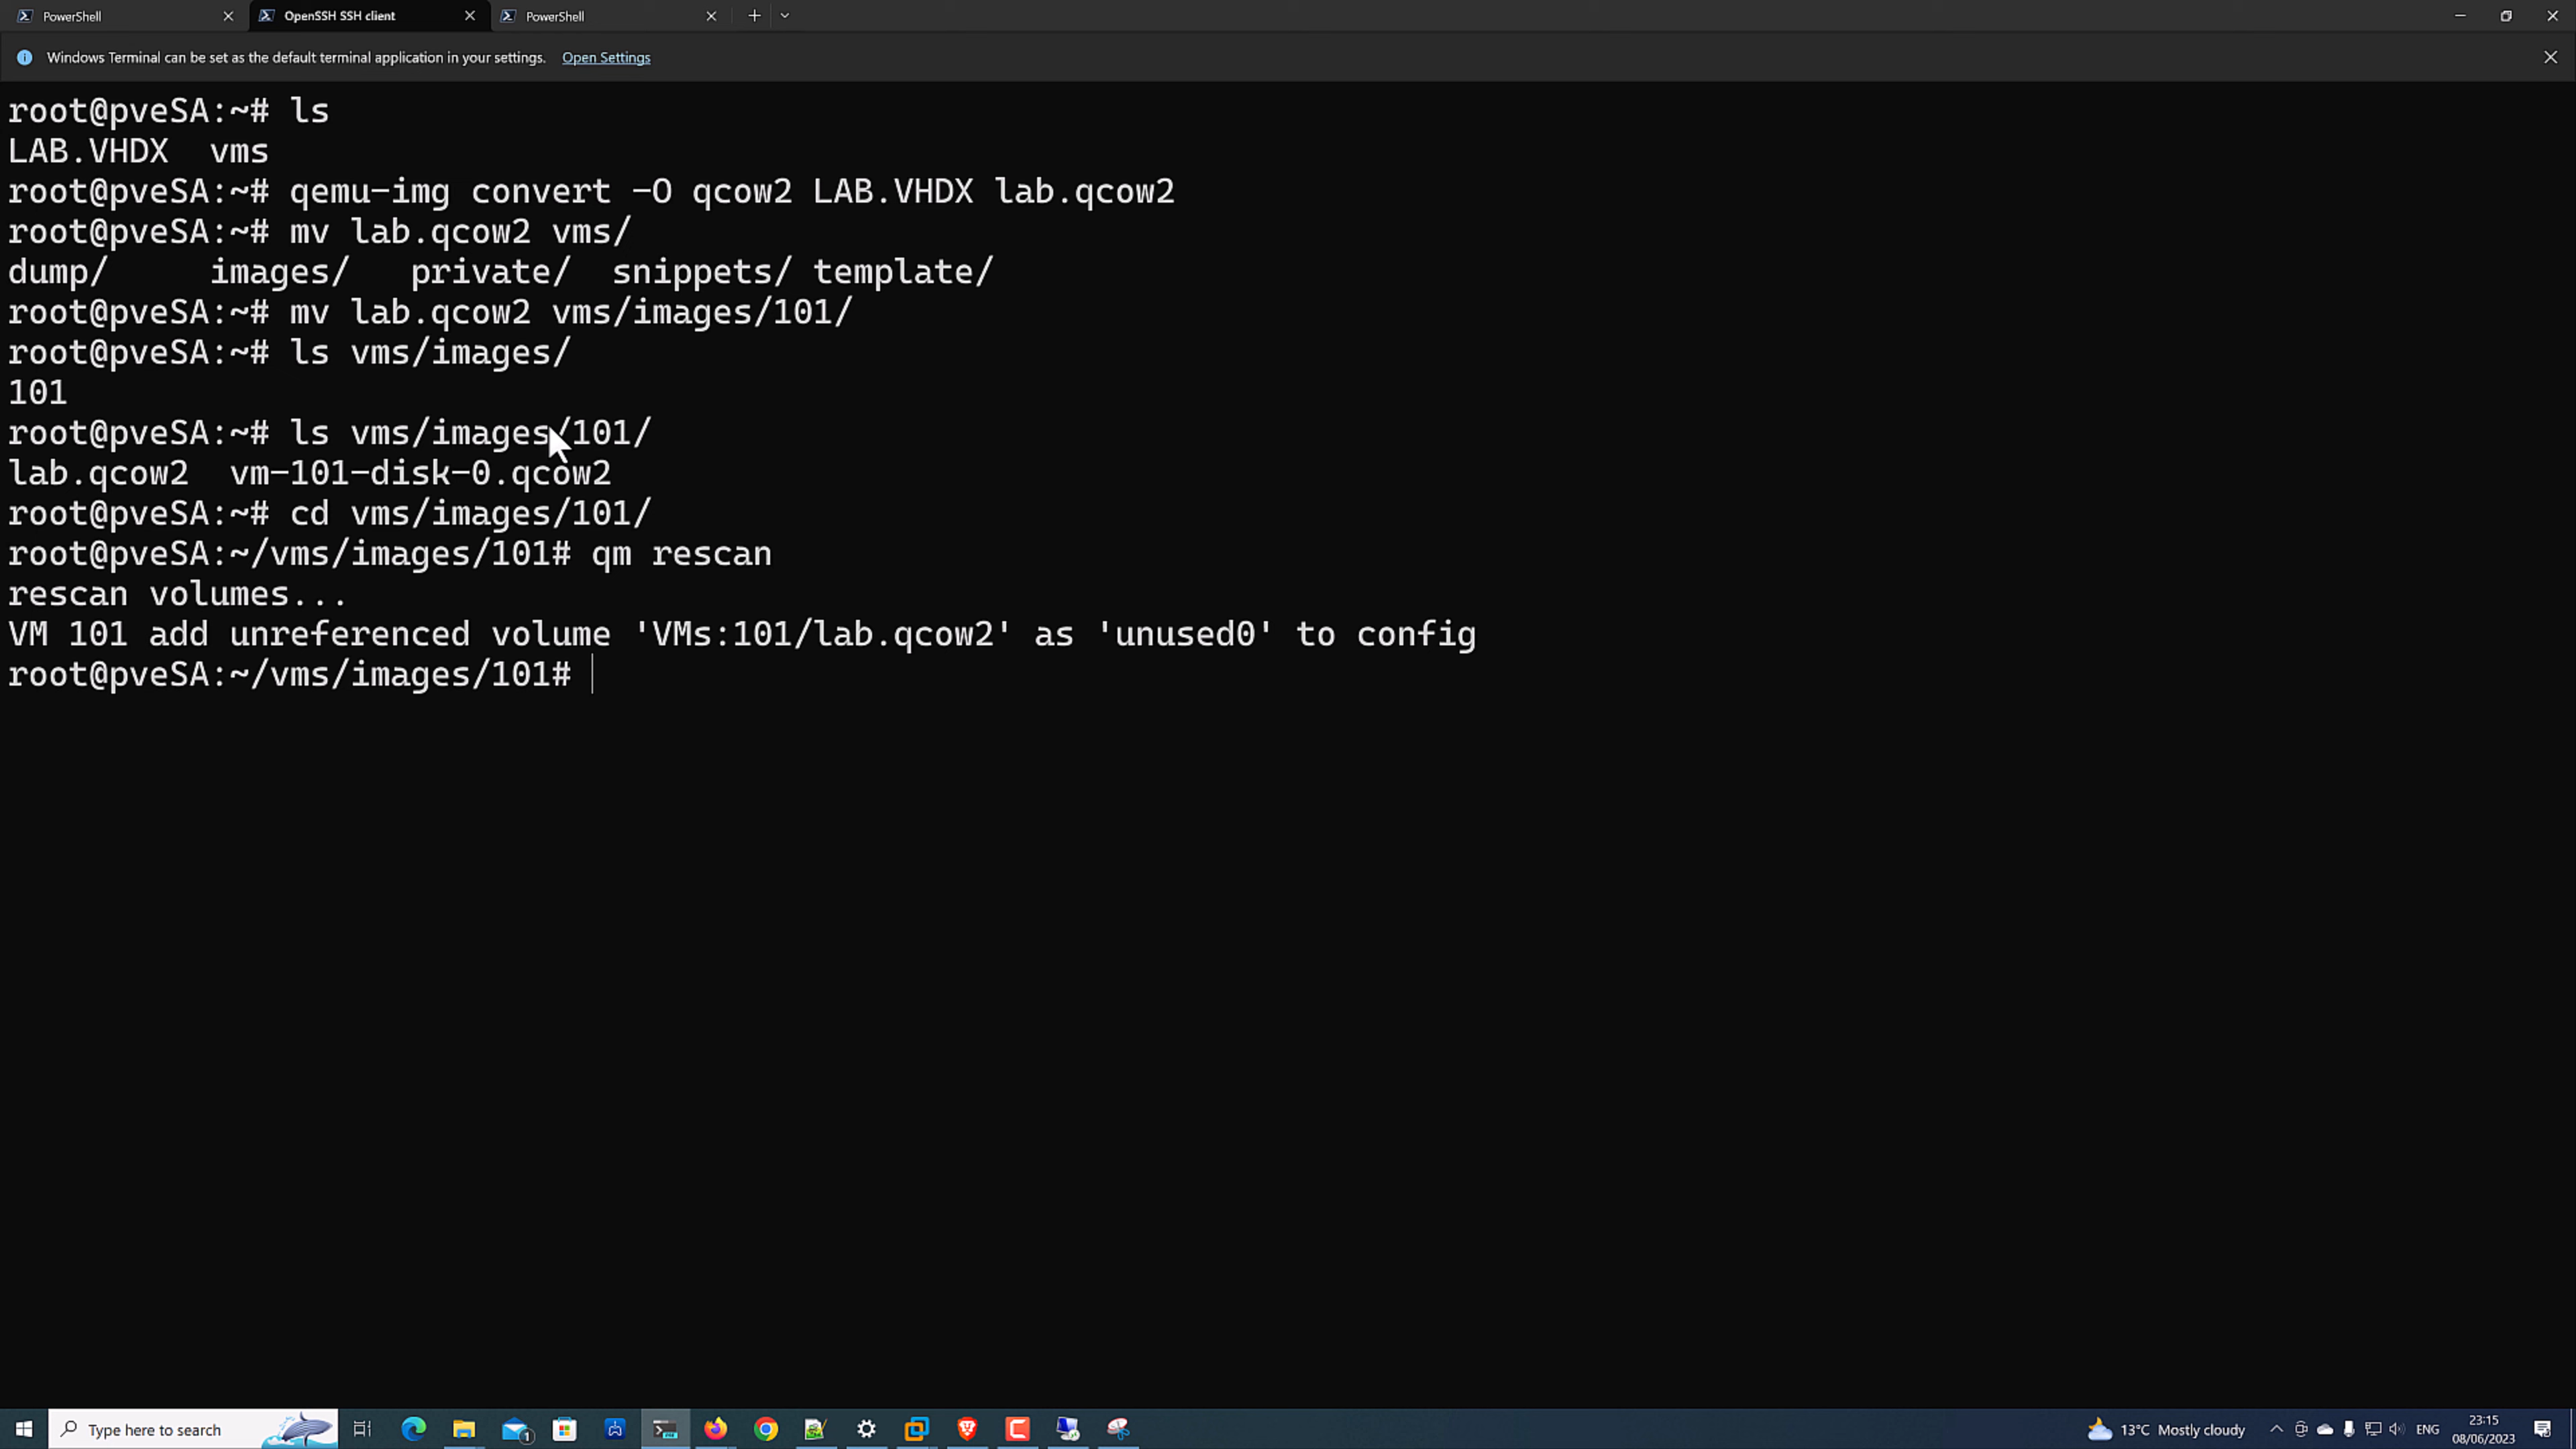 PowerShell
OpenSSH SSH client
PowerShell
Windows Terminal can be set as the default terminal application in your settings. Open Settings
root@pveSA:~# ls
LAB.VHDX  vms
root@pveSA:~# qemu-img convert -O qcow2 LAB.VHDX lab.qcow2
root@pveSA:~# mv lab.qcow2 vms/
dump/     images/   private/  snippets/ template/
root@pveSA:~# mv lab.qcow2 vms/images/101/
root@pveSA:~# ls vms/images/
101
root@pveSA:~# ls vms/images/101/
lab.qcow2  vm-101-disk-0.qcow2
root@pveSA:~# cd vms/images/101/
root@pveSA:~/vms/images/101# qm rescan
rescan volumes...
VM 101 add unreferenced volume 'VMs:101/lab.qcow2' as 'unused0' to config
root@pveSA:~/vms/images/101#
Type here to search
1
13°C Mostly cloudy
ENG
23:15
08/06/2023